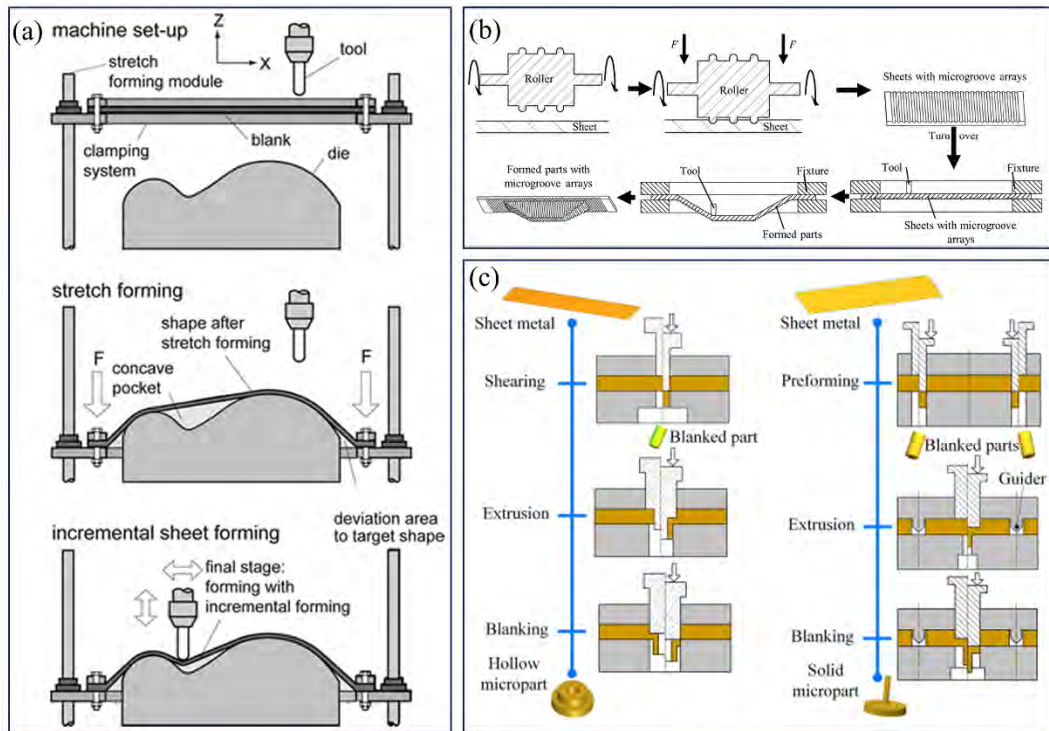 (a)
machine set-up
Z
X
stretch
forming module
tool
blank
clamping
system
die
stretch forming
shape after
stretch forming
F
F
concave
pocket
deviation area
to target shape
incremental sheet forming
final stage:
forming with
incremental forming
(b)
F
F
Roller
Roller
Sheet
Sheet
Sheets with microgroove arrays
Turn over
Formed parts with
microgroove arrays
Tool
Fixture
Formed parts
Fixture
Sheets with microgroove
arrays
(c)
Sheet metal
Shearing
Blanked part
Extrusion
Blanking
Hollow
micropart
Sheet metal
Preforming
Blanked parts
Guider
Extrusion
Blanking
Solid
micropart